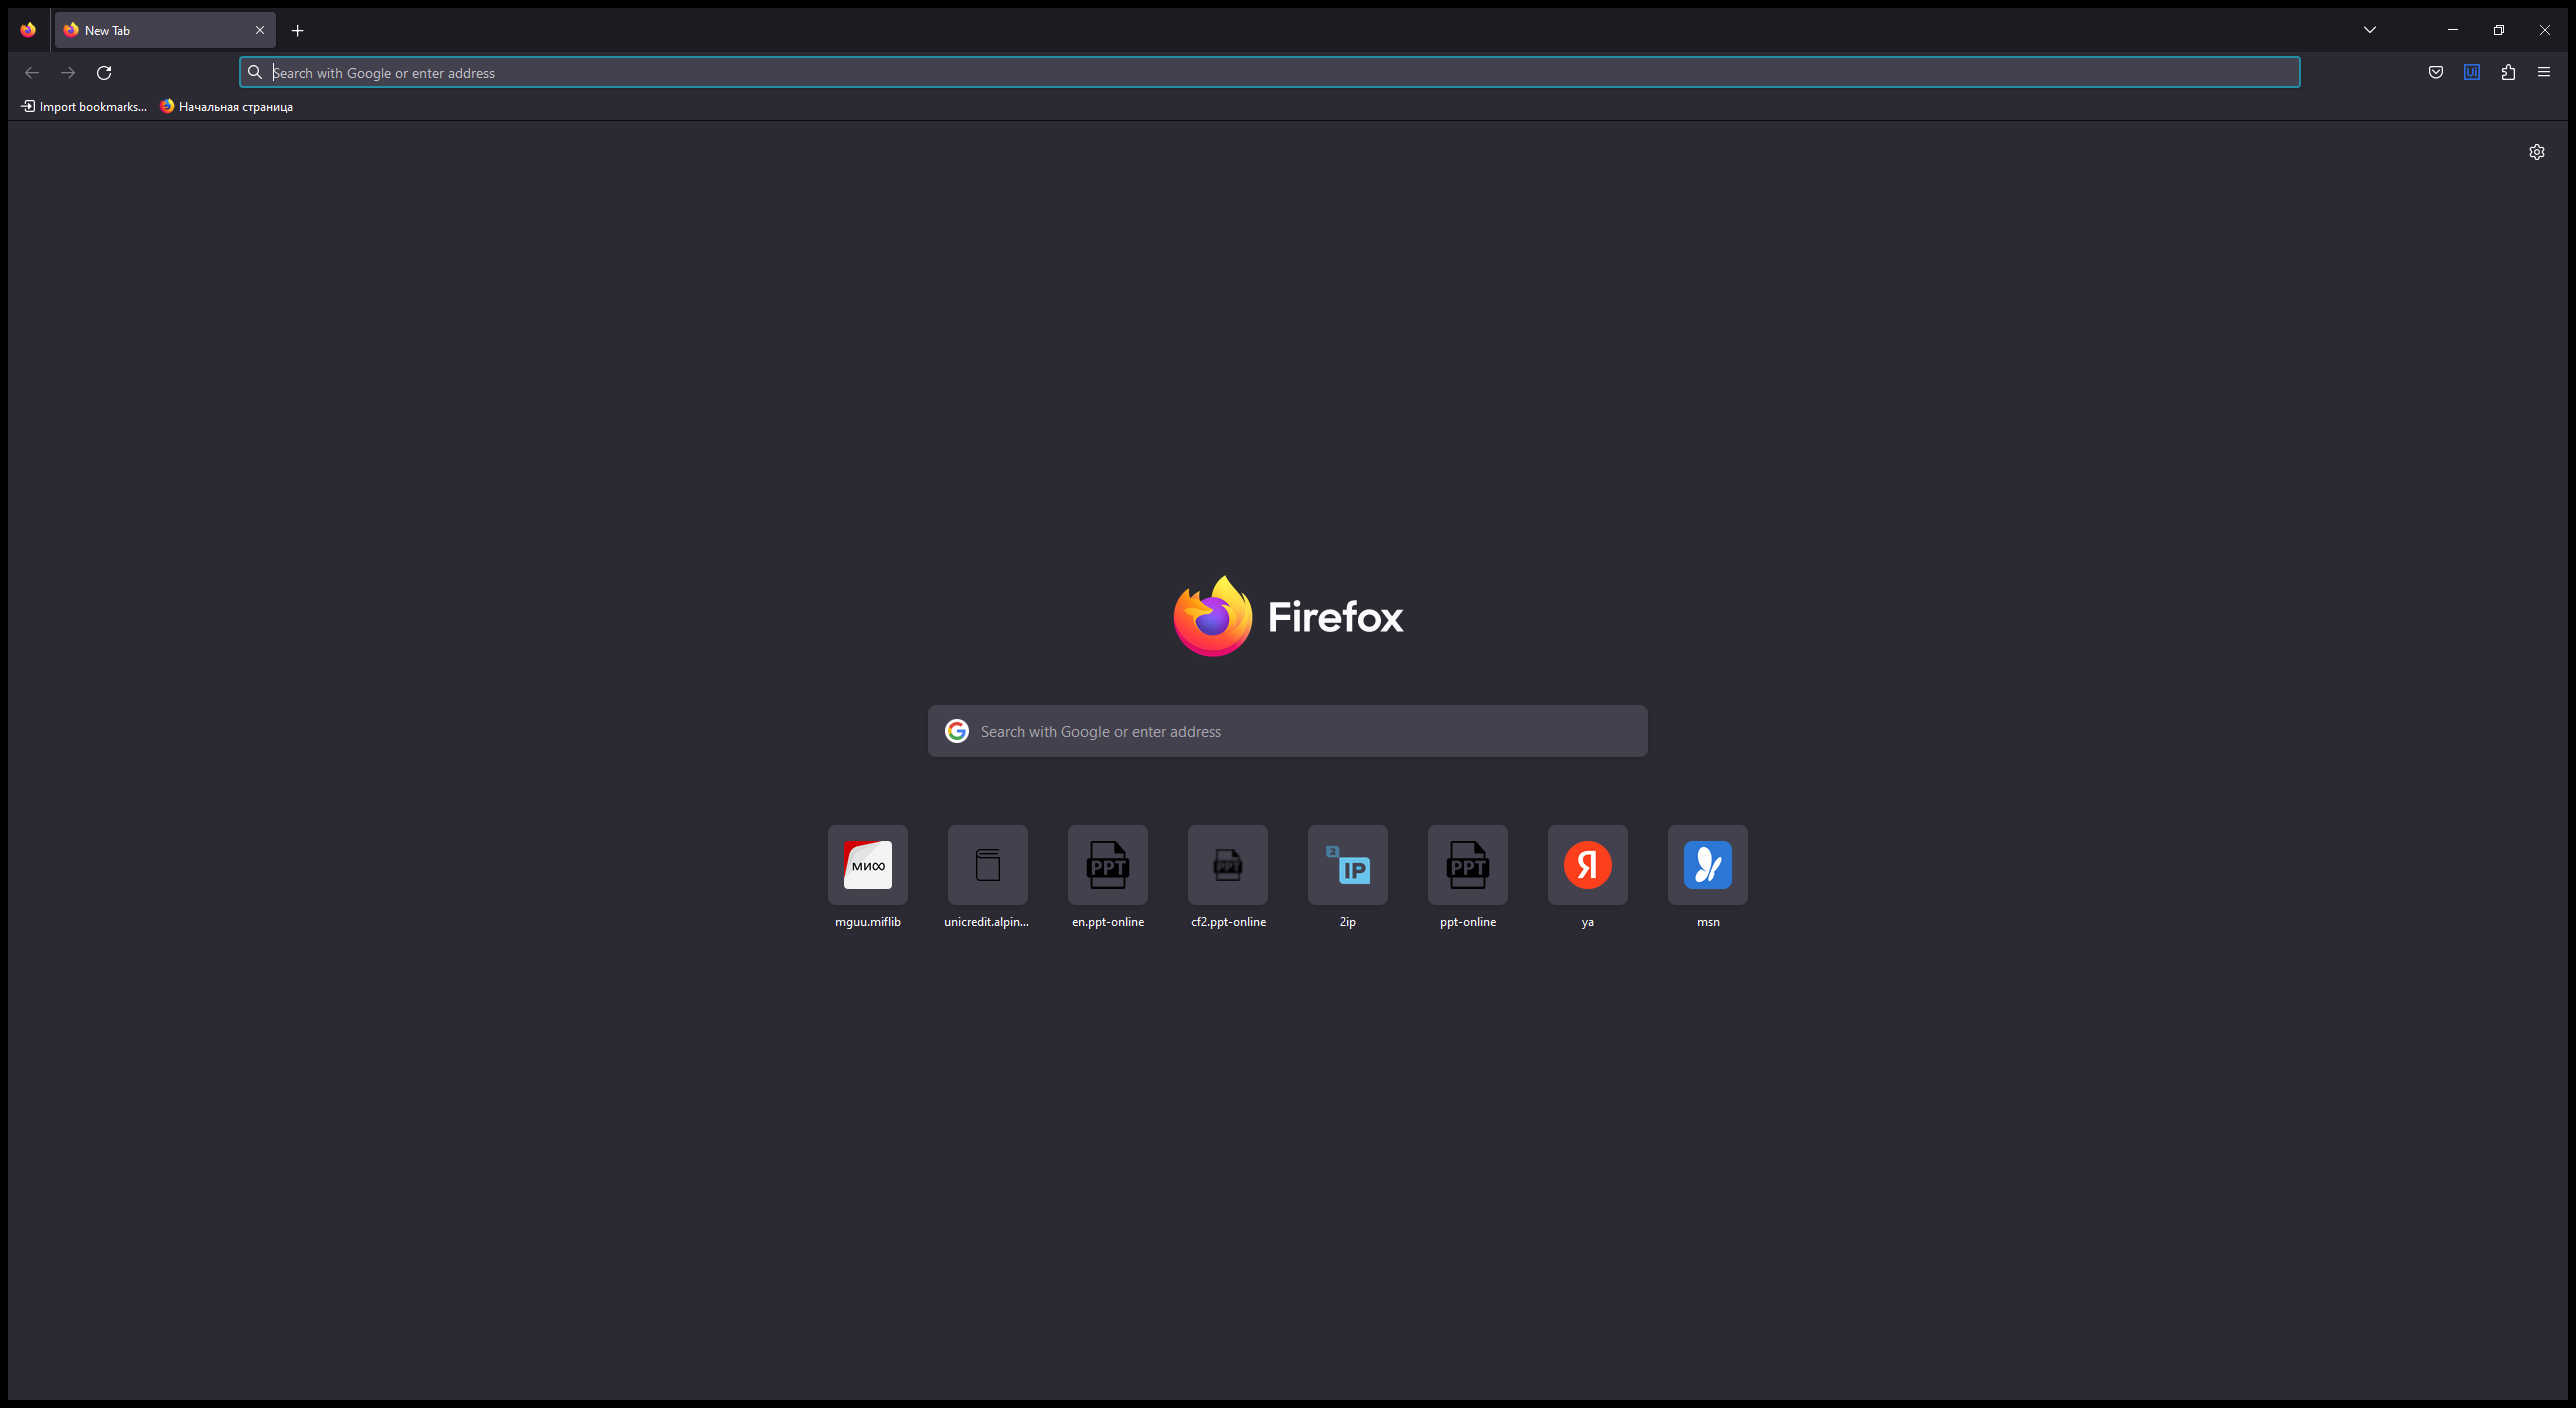 New Tab
Search with Google or enter address
Import bookmarks...
Начальная страница
Firefox
Search with Google or enter address
МИ∞
PPT
PPT
2 IP
PPT
Я
mguu.miflib
unicredit.alpin...
en.ppt-online
cf2.ppt-online
2ip
ppt-online
ya
msn